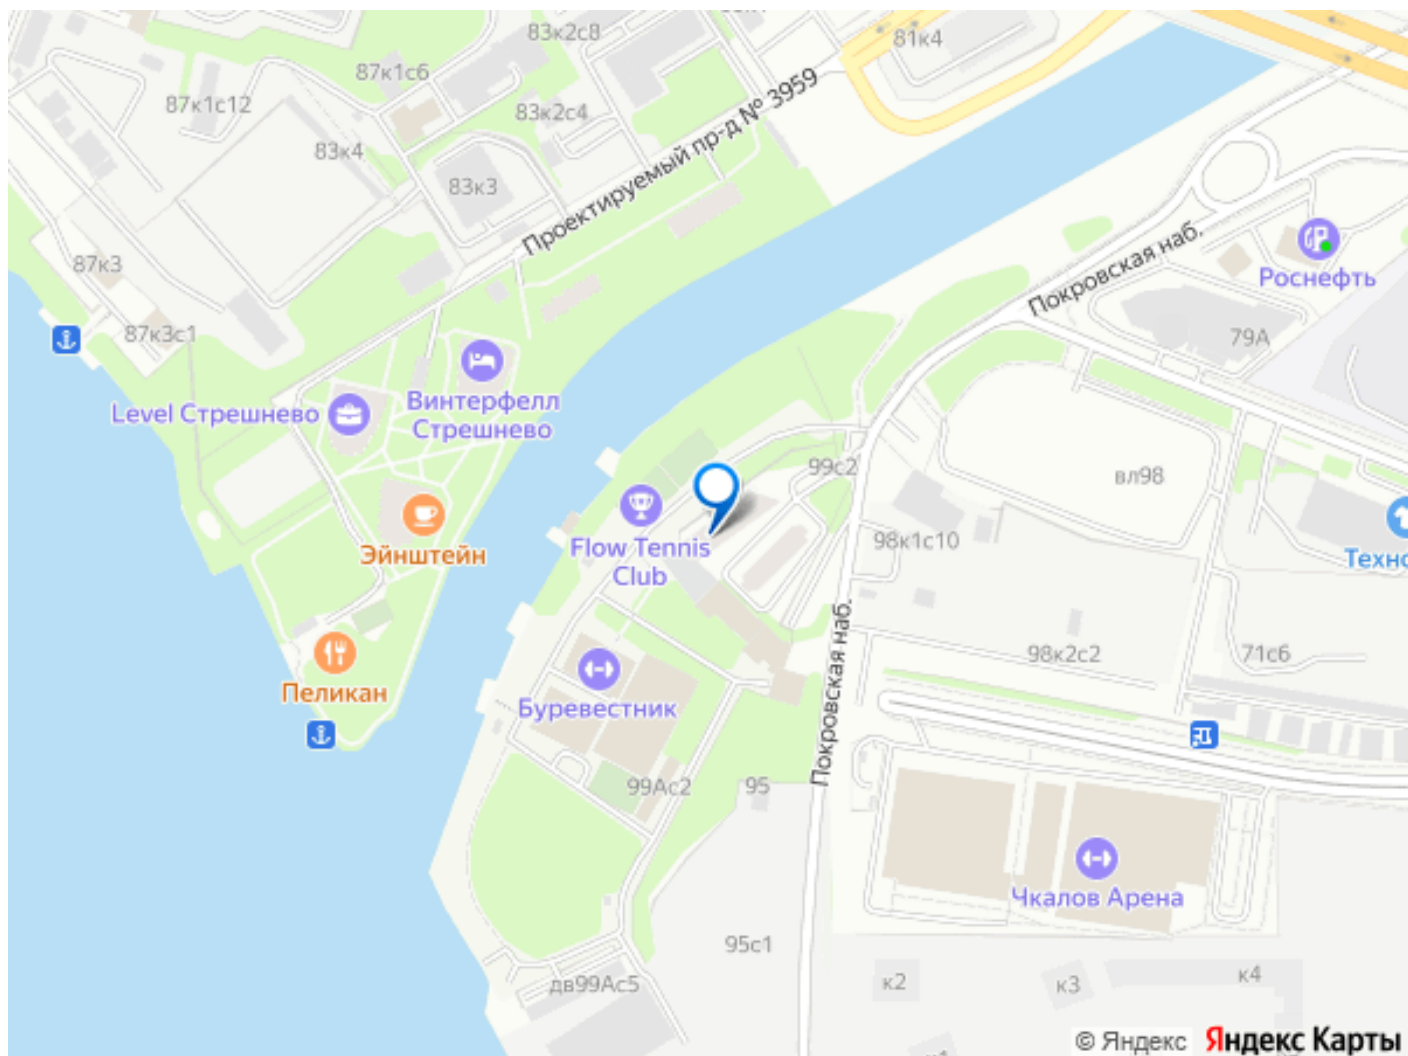 83к2с8
81к4
87к1с6
87к1с12
83к2с4
83к4
83к3
Проектируемый пр-д № 3959
87к3
87к3с1
Покровская наб.
Роснефть
79А
Level Стрешнево
Винтерфелл
Стрешнево
99с2
вл98
Эйнштейн
Flow Tennis
Club
98к1с10
Техно
Пеликан
Буревестник
Покровская наб.
98к2с2
71с6
99Ас2
95
Чкалов Арена
95с1
дв99Ас5
к2
к3
к4
© Яндекс Яндекс Карты